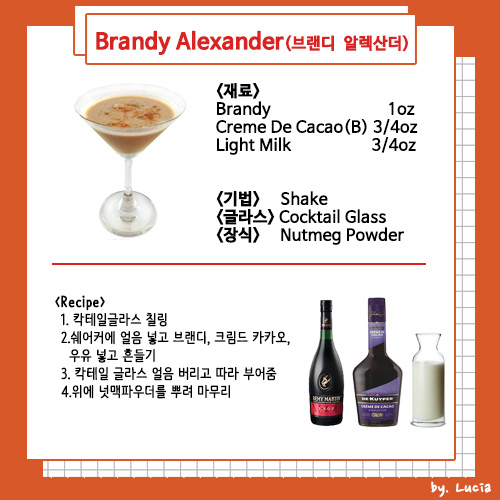 Brandy Alexander(브랜디 알렉산더)
<재료>
Brandy 1oz
Creme De Cacao(B) 3/4oz
Light Milk 3/4oz
<기법> Shake
<글라스> Cocktail Glass
<장식> Nutmeg Powder
<Recipe>
1. 칵테일글라스 칠링
2.쉐어커에 얼음 넣고 브랜디, 크림드 카카오,
우유 넣고 흔들기
3. 칵테일 글라스 얼음 버리고 따라 부어줌
4.위에 넛맥파우더를 뿌려 마무리
REMY MARTIN
V.S.O.P
DE KUYPER
CREME DE CACAO
by. Lucia